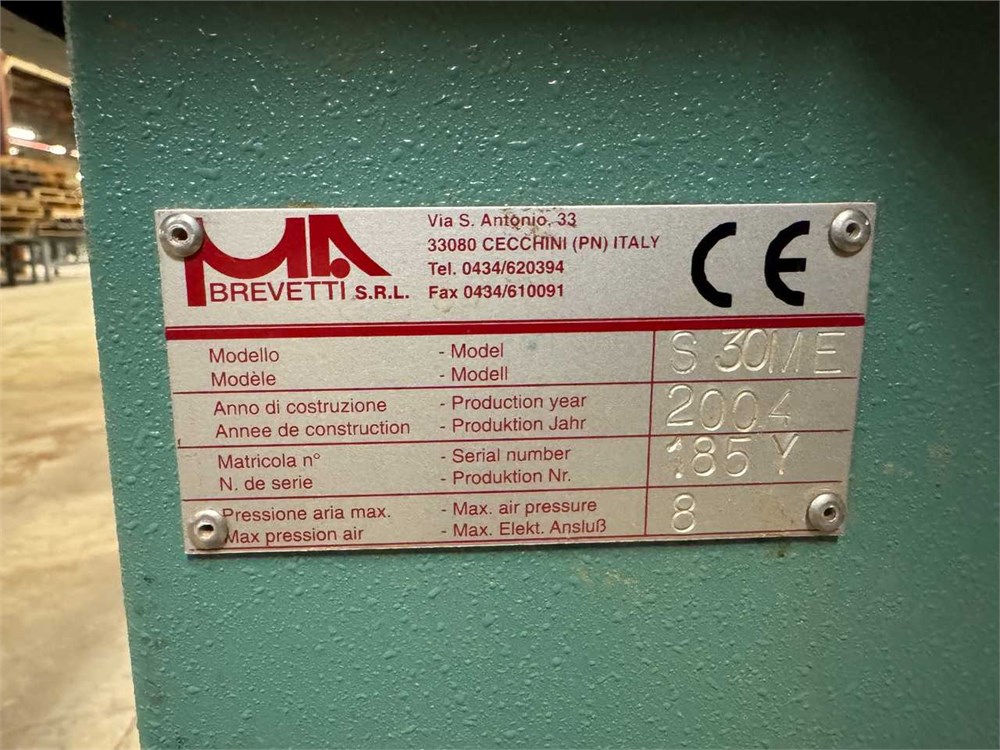 MA.
BREVETTI S.R.L.
Via S. Antonio, 33
33080 CECCHINI (PN) ITALY
Tel. 0434/620394
Fax 0434/610091
CE
Modello - Model S 30ME
Modèle - Modell
Anno di costruzione - Production year 2004
Annee de construction - Produktion Jahr
Matricola n° - Serial number 185 Y
N. de serie - Produktion Nr.
Pressione aria max. - Max. air pressure 8
Max pression air - Max. Elekt. Ansluß